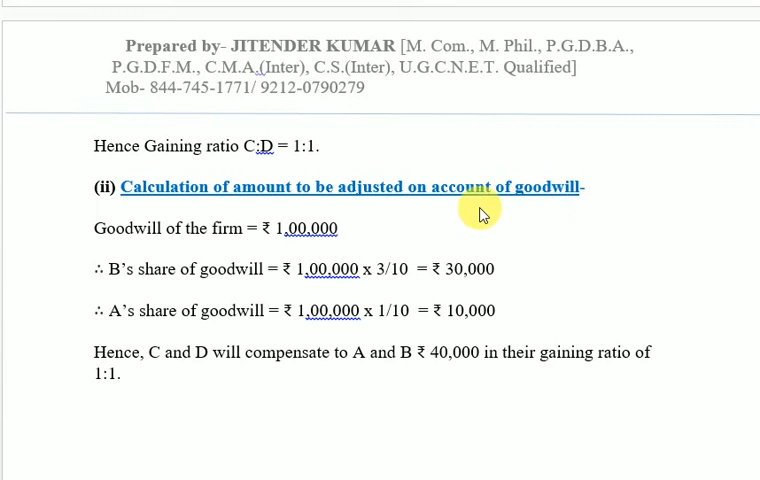 Prepared by- JITENDER KUMAR [M. Com., M. Phil., P.G.D.B.A.,
P.G.D.F.M., C.M.A.(Inter), C.S.(Inter), U.G.C.N.E.T. Qualified]
Mob- 844-745-1771/ 9212-0790279
Hence Gaining ratio C:D = 1:1.
(ii) Calculation of amount to be adjusted on account of goodwill-
Goodwill of the firm = ₹ 1,00,000
∴ B’s share of goodwill = ₹ 1,00,000 x 3/10 = ₹ 30,000
∴ A’s share of goodwill = ₹ 1,00,000 x 1/10 = ₹ 10,000
Hence, C and D will compensate to A and B ₹ 40,000 in their gaining ratio of
1:1.